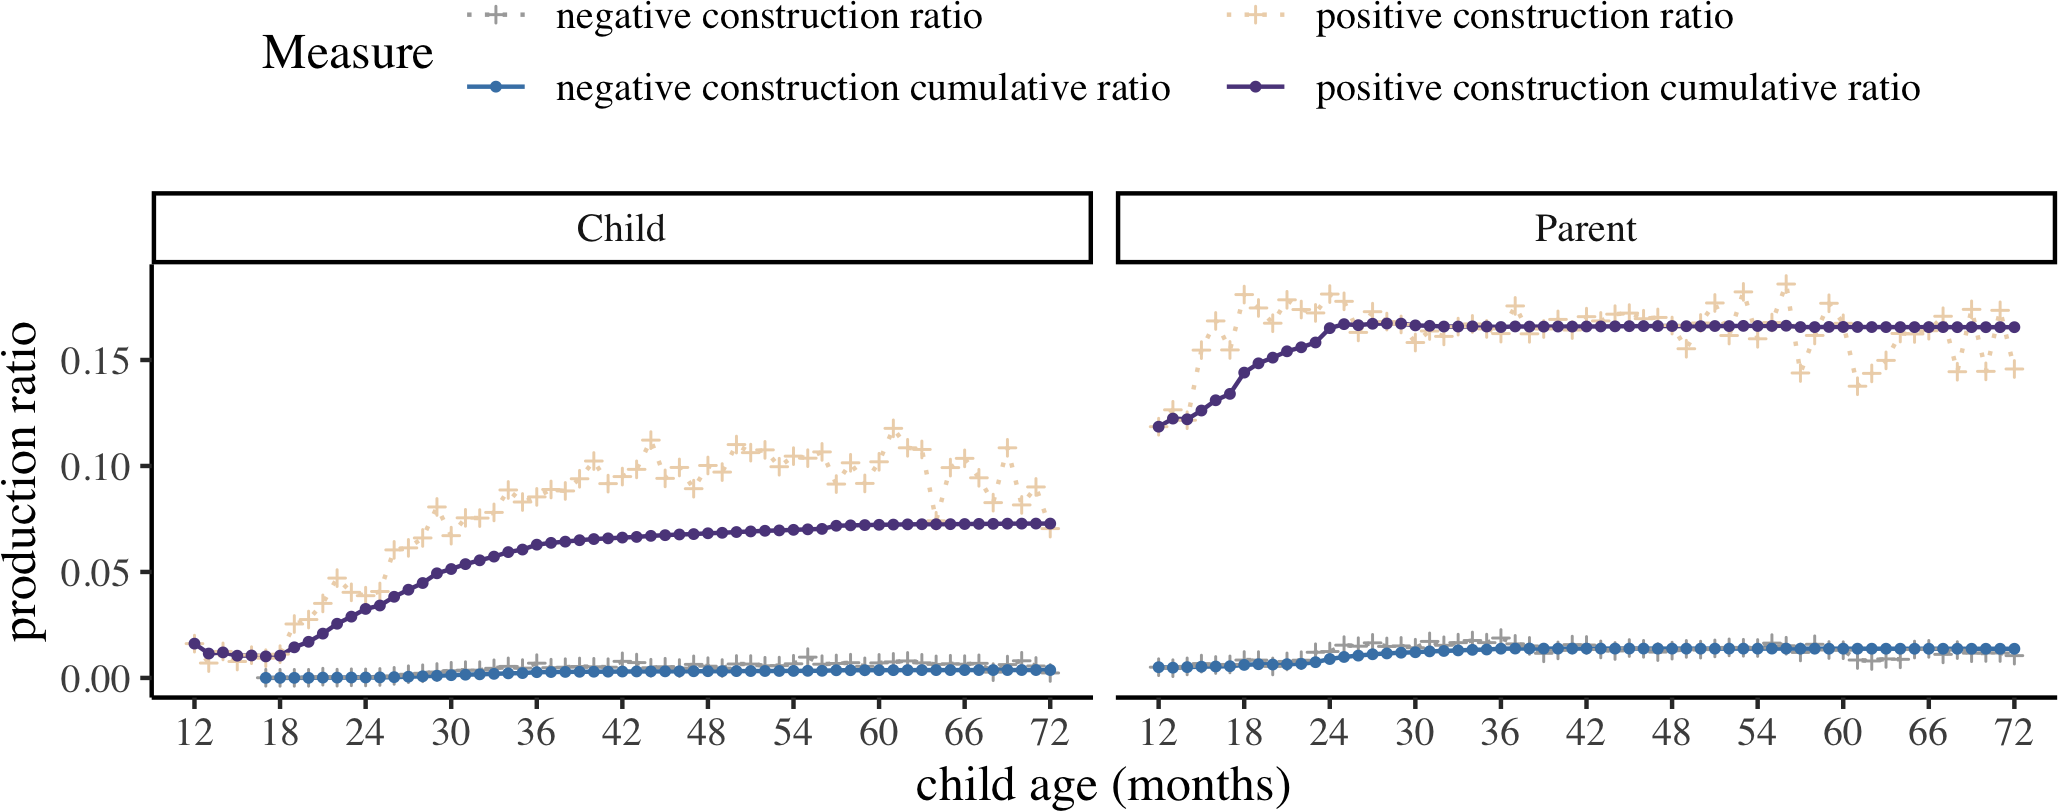 negative construction ratio positive construction ratio
Measure
negative construction cumulative ratio positive construction cumulative ratio
Child Parent
production ratio
0.15
0.10
0.05
0.00
12 18 24 30 36 42 48 54 60 66 72 12 18 24 30 36 42 48 54 60 66 72
child age (months)